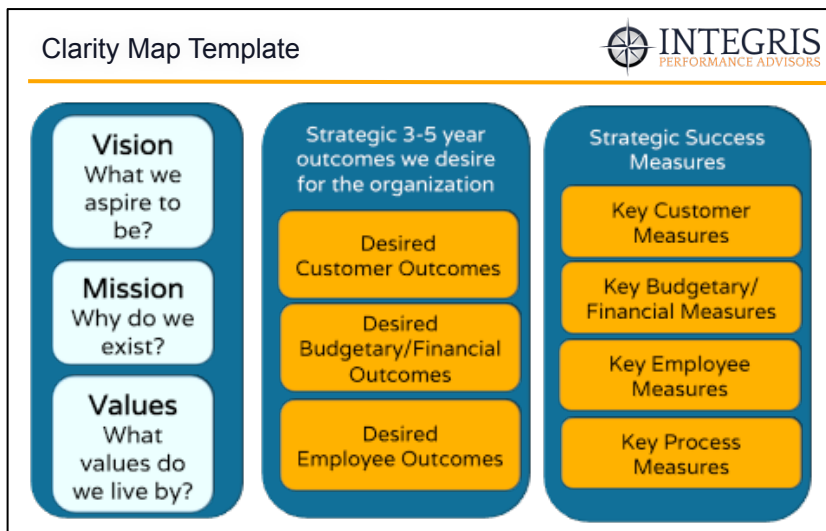 Clarity Map Template
INTEGRIS
PERFORMANCE ADVISORS
Vision
What we
aspire to
be?
Mission
Why do we
exist?
Values
What
values do
we live by?
Strategic 3-5 year
outcomes we desire
for the organization
Desired
Customer Outcomes
Desired
Budgetary/Financial
Outcomes
Desired
Employee Outcomes
Strategic Success
Measures
Key Customer
Measures
Key Budgetary/
Financial Measures
Key Employee
Measures
Key Process
Measures